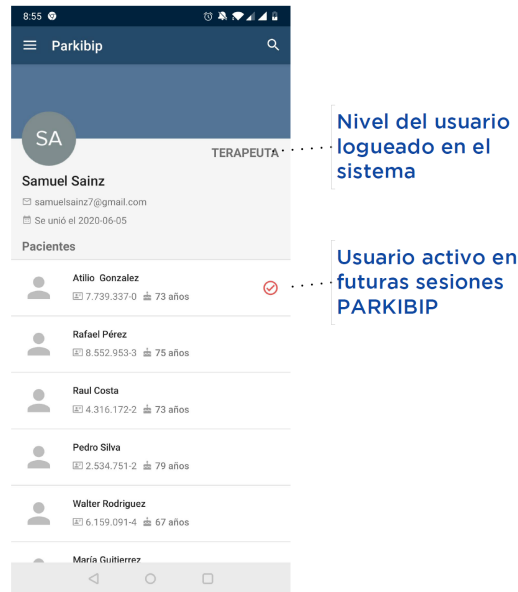 8:55
Parkibip
SA
TERAPEUTA
Samuel Sainz
samuelsainz7@gmail.com
Se unió el 2020-06-05
Pacientes
Atilio Gonzalez
7.739.337-0 73 años
Rafael Pérez
8.552.953-3 75 años
Raul Costa
4.316.172-2 73 años
Pedro Silva
2.534.751-2 79 años
Walter Rodriguez
6.159.091-4 67 años
María Guitierrez
Nivel del usuario
logueado en el
sistema
Usuario activo en
futuras sesiones
PARKIBIP